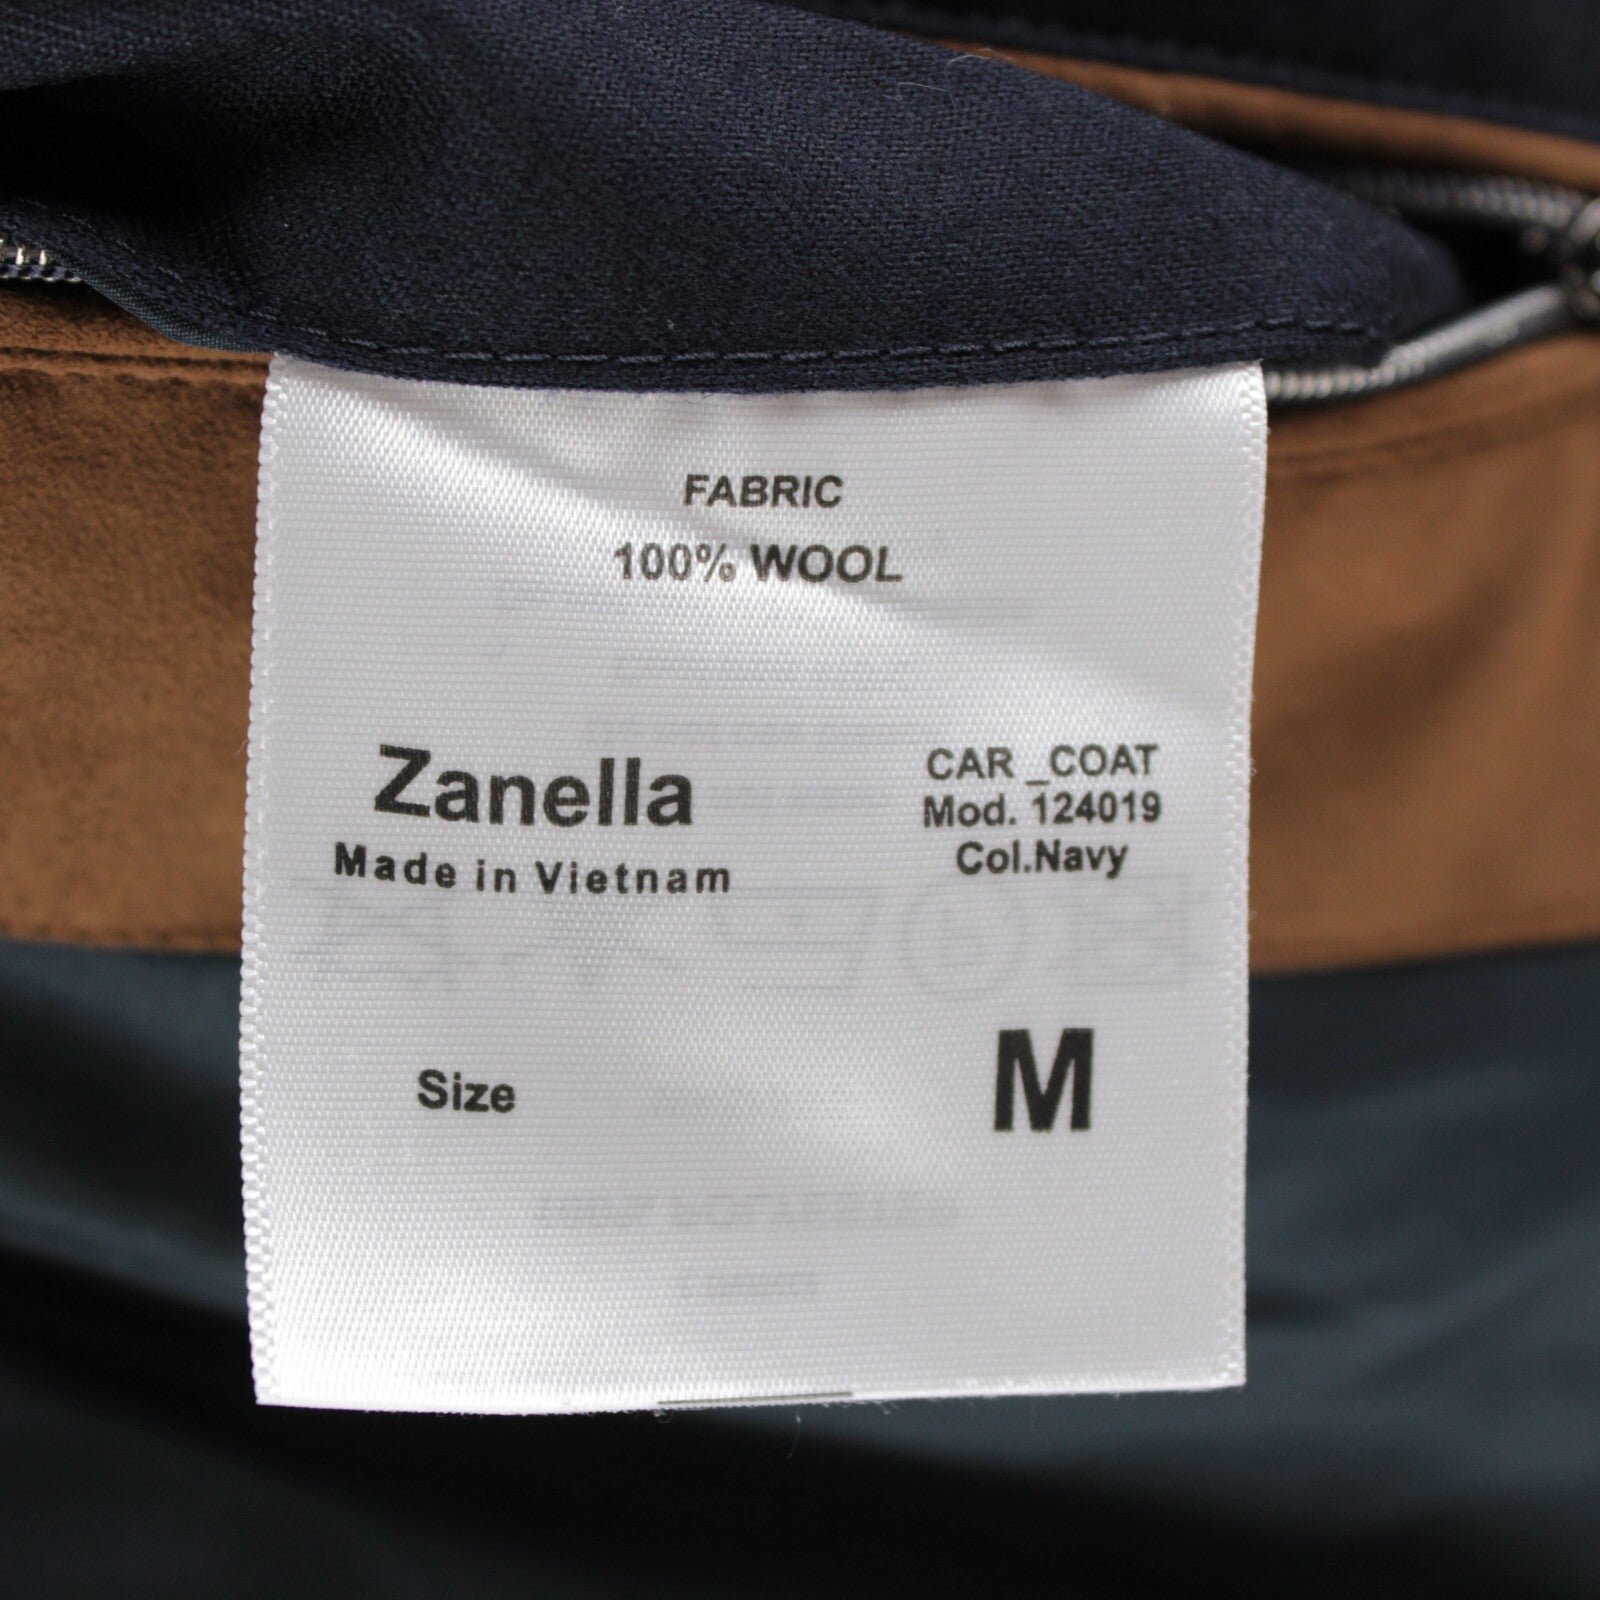 FABRIC
100% WOOL
Zanella
Made in Vietnam
CAR _COAT
Mod. 124019
Col.Navy
Size
M